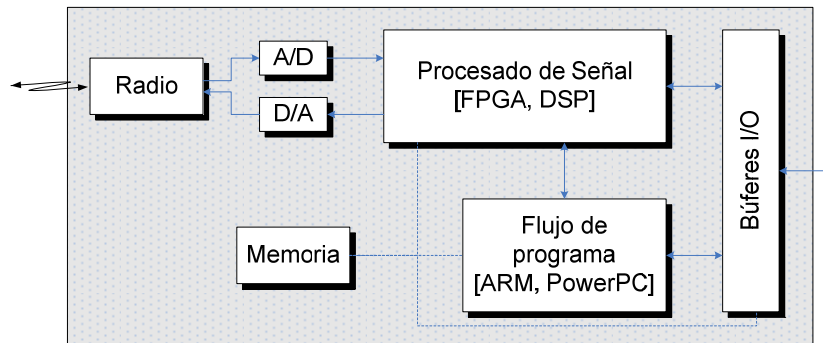 Radio
A/D
D/A
Procesado de Señal
[FPGA, DSP]
Búferes I/O
Memoria
Flujo de
programa
[ARM, PowerPC]